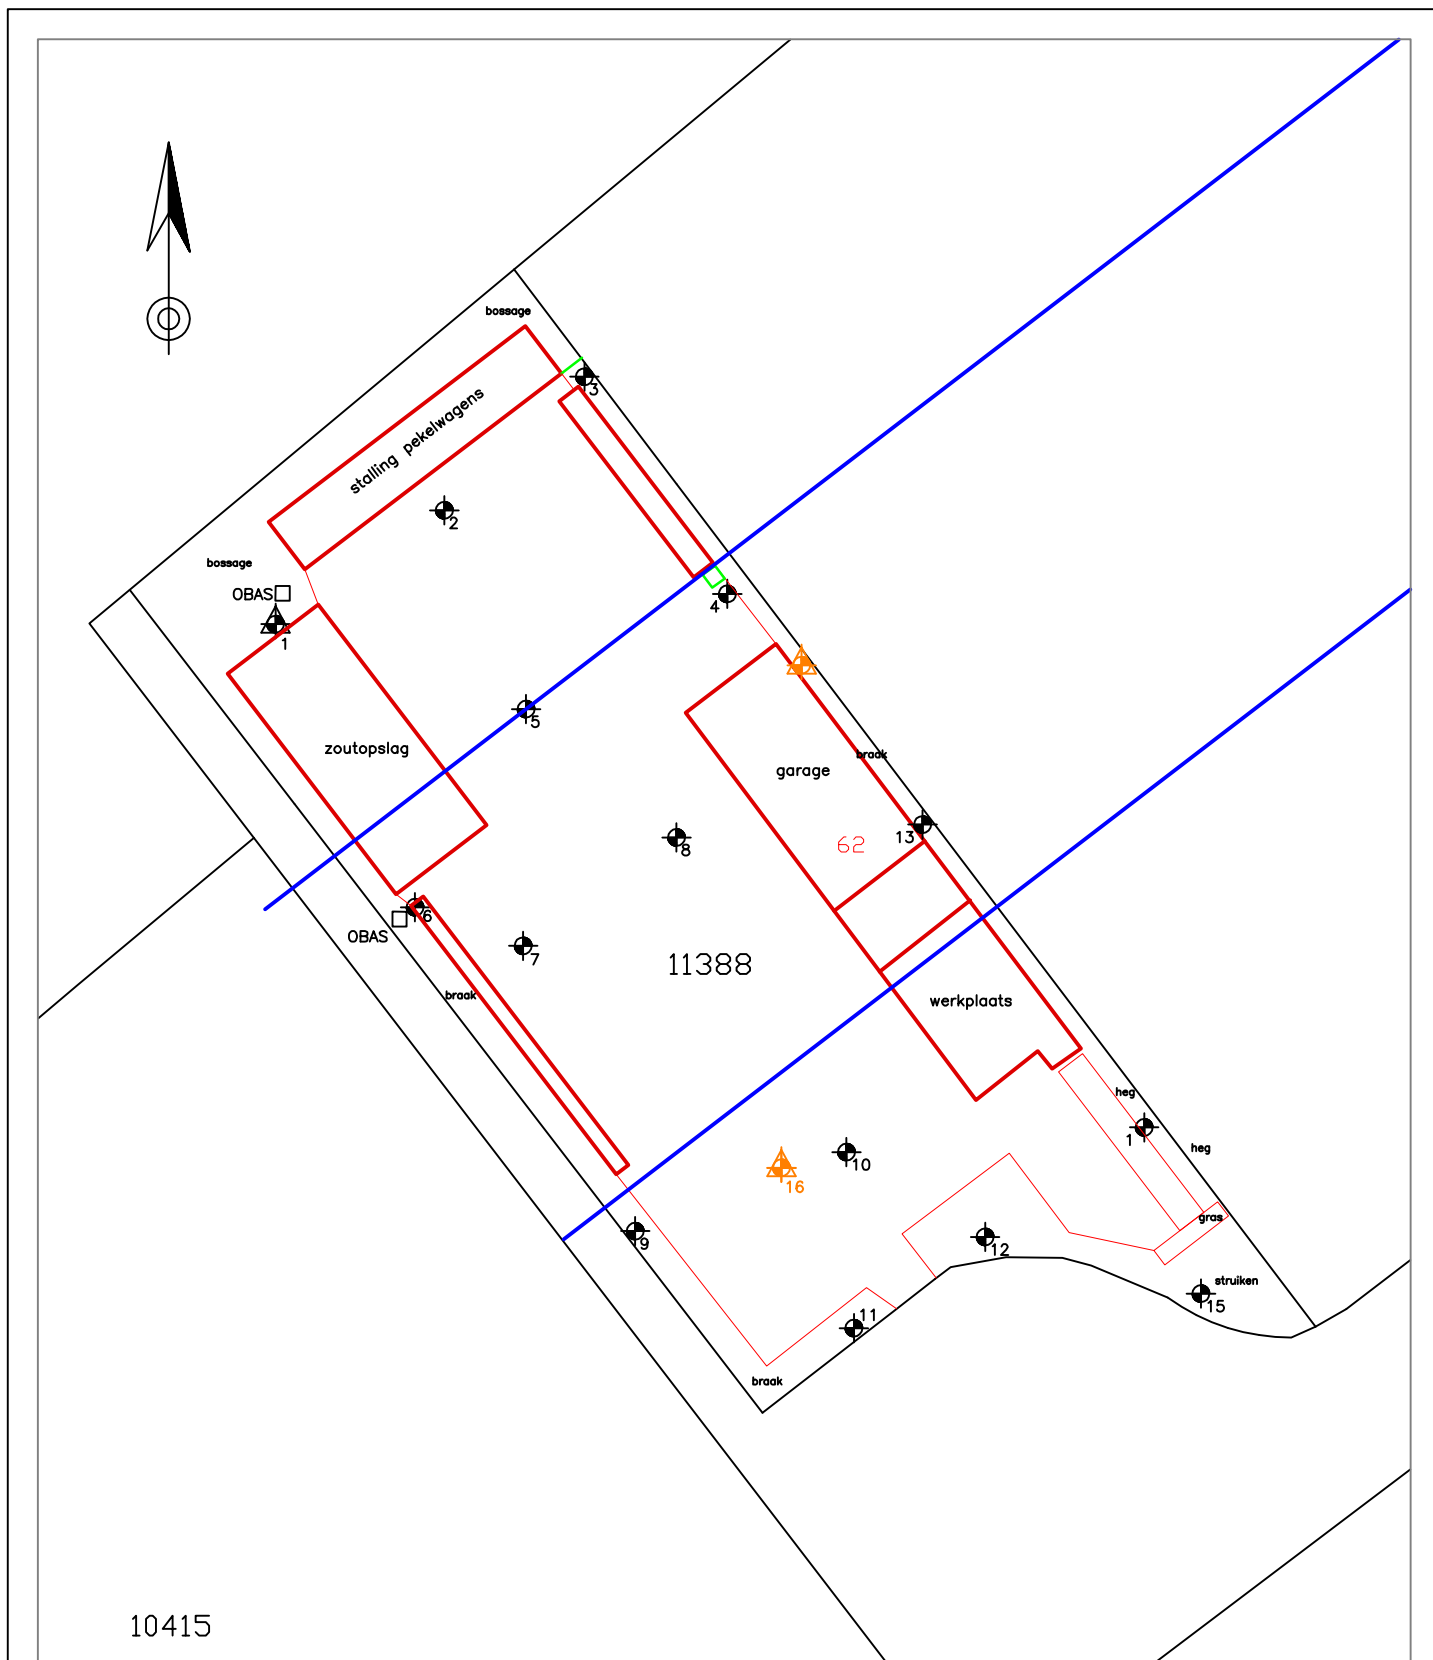 bossage
3
stalling pekelwagens
2
bossage
OBAS
4
1
5
zoutopslag
braak
garage
13
8
62
6
OBAS
7
11388
braak
werkplaats
heg
1
heg
10
16
gras
9
12
struiken
15
11
braak
10415